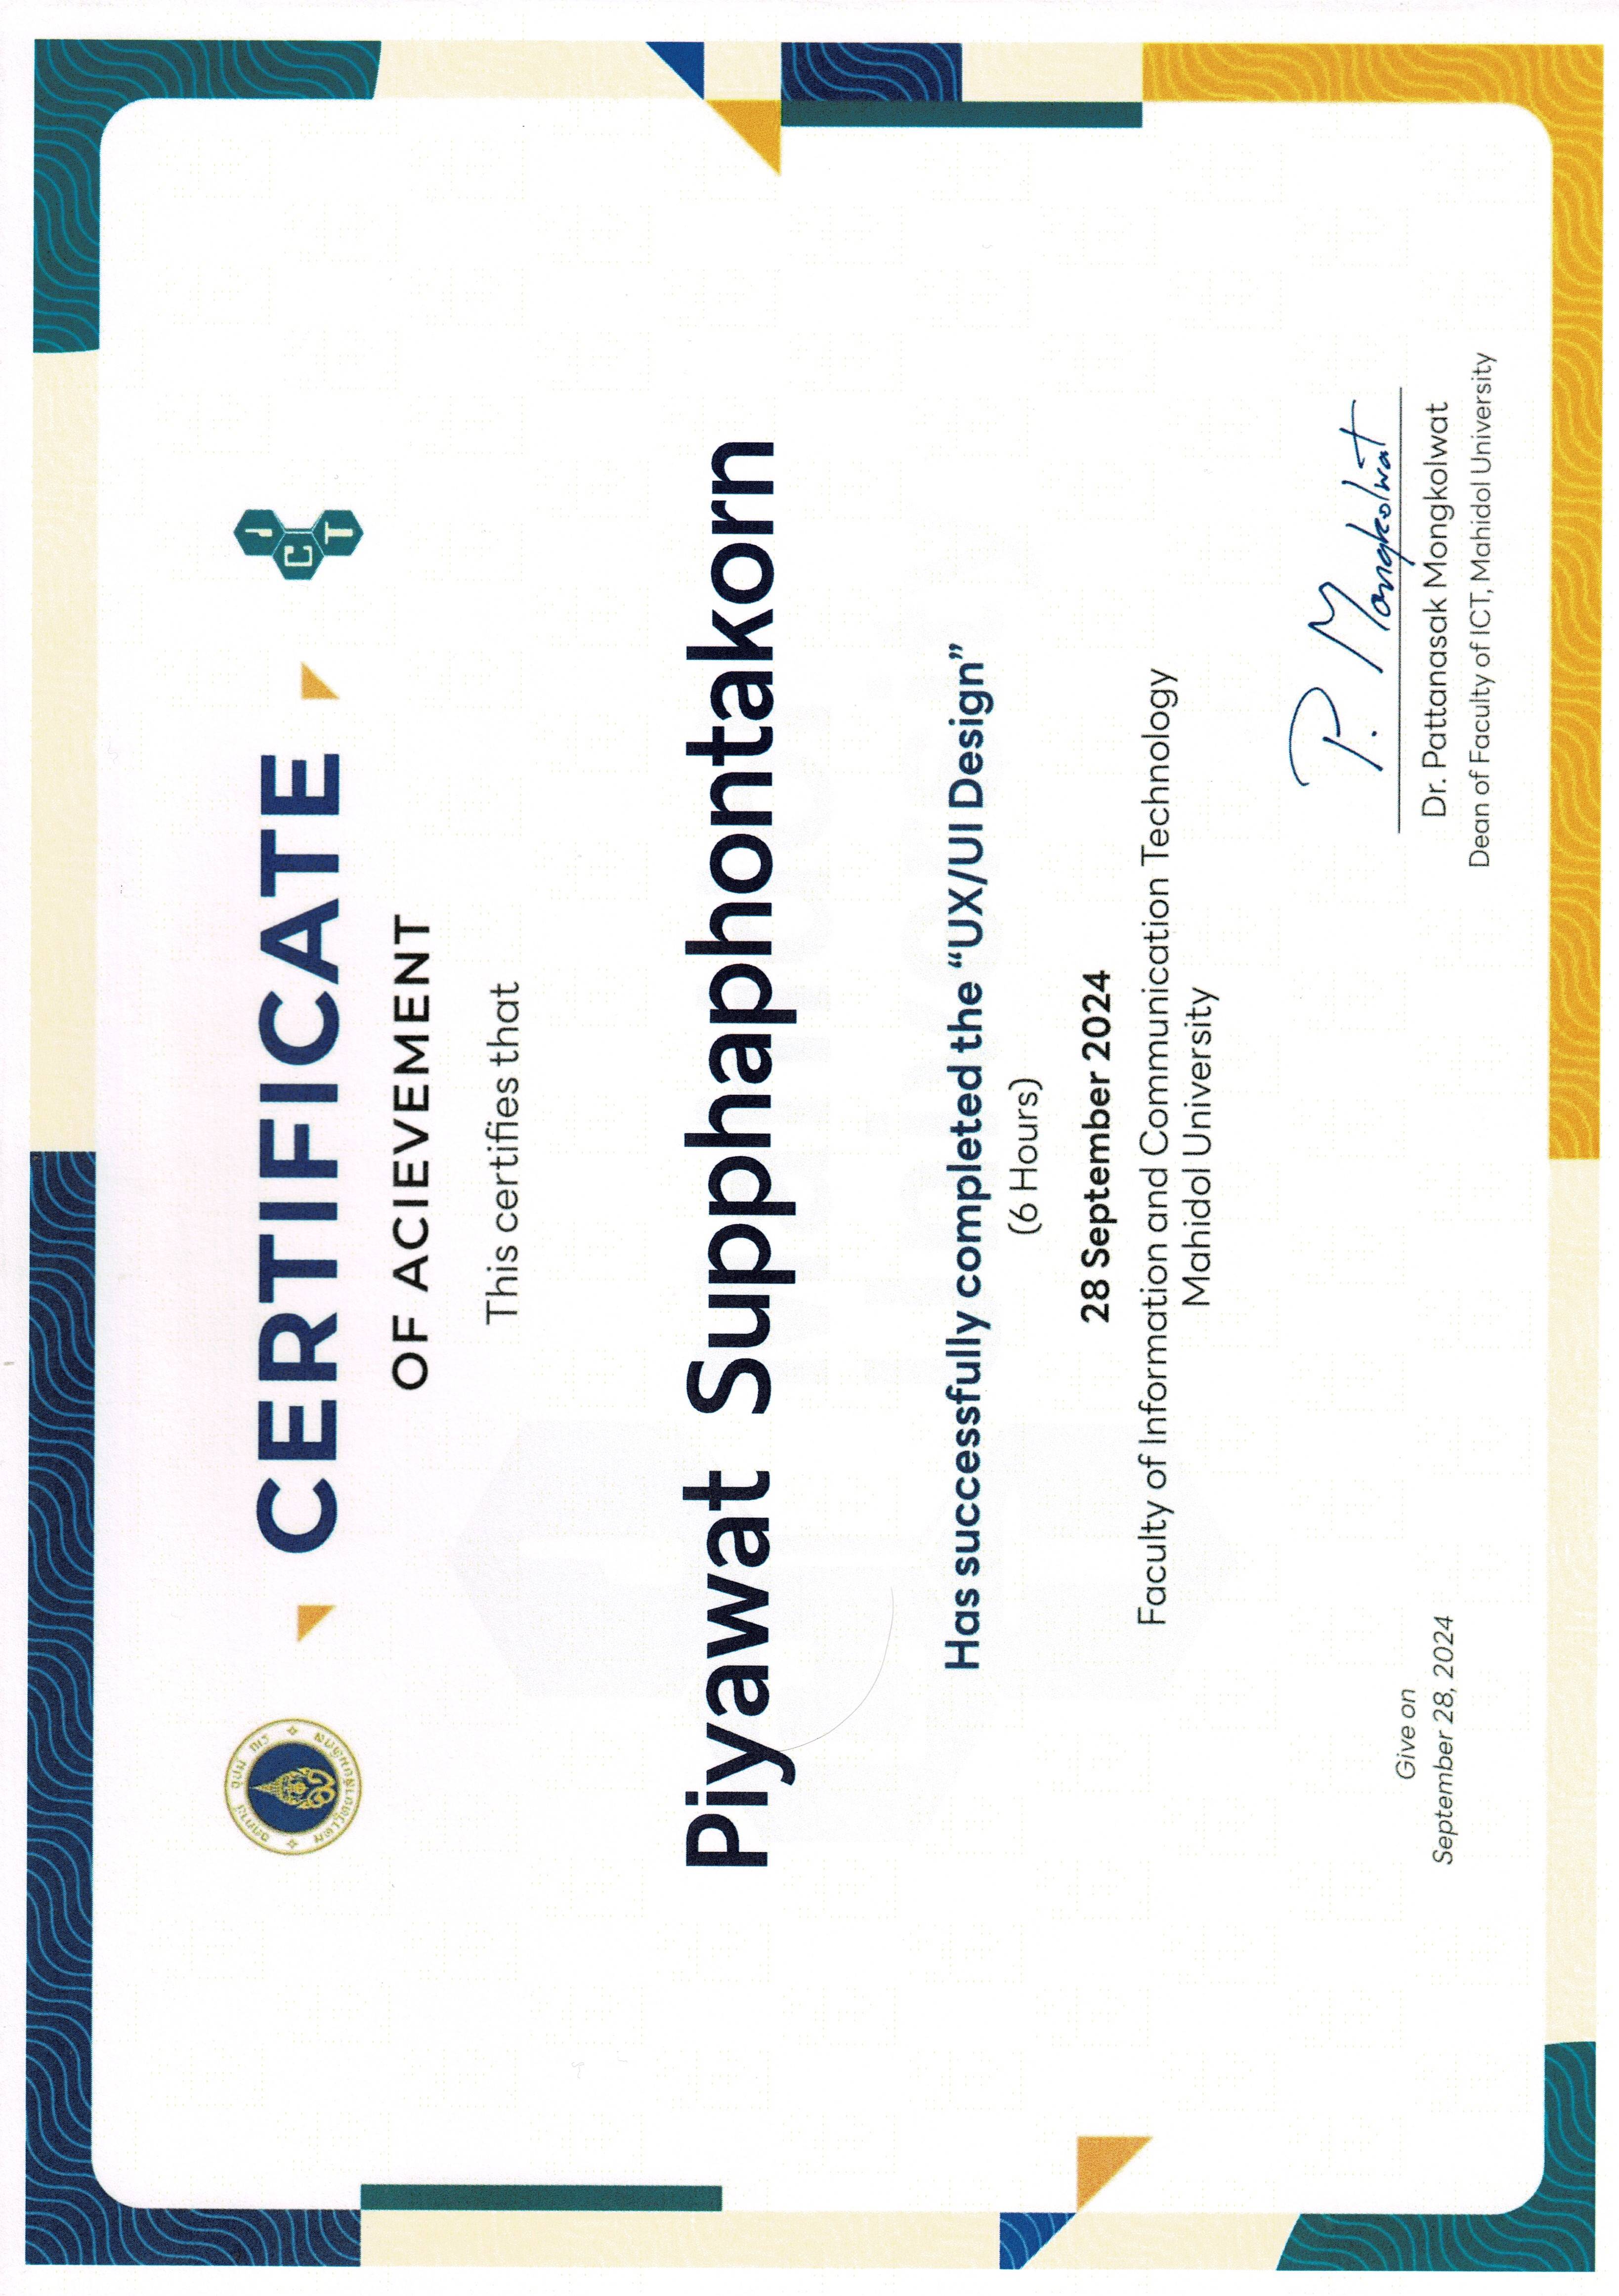 อตฺตานํ อุปมํ กเร
มหาวิทยาลัยมหิดล
CERTIFICATE
I
C
T
OF ACIEVEMENT
This certifies that
Piyawat Supphaphontakorn
Mahidol
University
Has successfully completed the “UX/UI Design”
(6 Hours)
28 September 2024
Faculty of Information and Communication Technology
Mahidol University
P. Mongkolwat
Give on
September 28, 2024
Dr. Pattanasak Mongkolwat
Dean of Faculty of ICT, Mahidol University